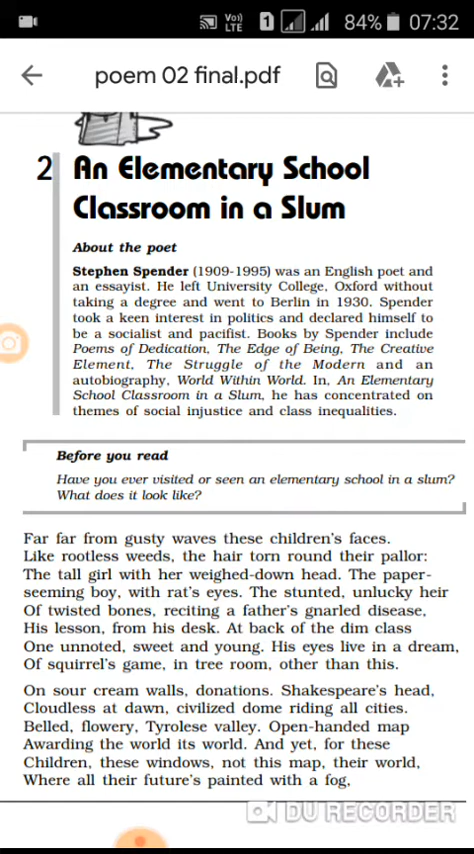 Vo))
LTE
1
84%
07:32
poem 02 final.pdf
2 An Elementary School
Classroom in a Slum
About the poet
Stephen Spender (1909-1995) was an English poet and
an essayist. He left University College, Oxford without
taking a degree and went to Berlin in 1930. Spender
took a keen interest in politics and declared himself to
be a socialist and pacifist. Books by Spender include
Poems of Dedication, The Edge of Being, The Creative
Element, The Struggle of the Modern and an
autobiography, World Within World. In, An Elementary
School Classroom in a Slum, he has concentrated on
themes of social injustice and class inequalities.
Before you read
Have you ever visited or seen an elementary school in a slum?
What does it look like?
Far far from gusty waves these children's faces.
Like rootless weeds, the hair torn round their pallor:
The tall girl with her weighed-down head. The paper-
seeming boy, with rat's eyes. The stunted, unlucky heir
Of twisted bones, reciting a father's gnarled disease,
His lesson, from his desk. At back of the dim class
One unnoted, sweet and young. His eyes live in a dream,
Of squirrel's game, in tree room, other than this.
On sour cream walls, donations. Shakespeare's head,
Cloudless at dawn, civilized dome riding all cities.
Belled, flowery, Tyrolese valley. Open-handed map
Awarding the world its world. And yet, for these
Children, these windows, not this map, their world,
Where all their future's painted with a fog,
DU RECORDER